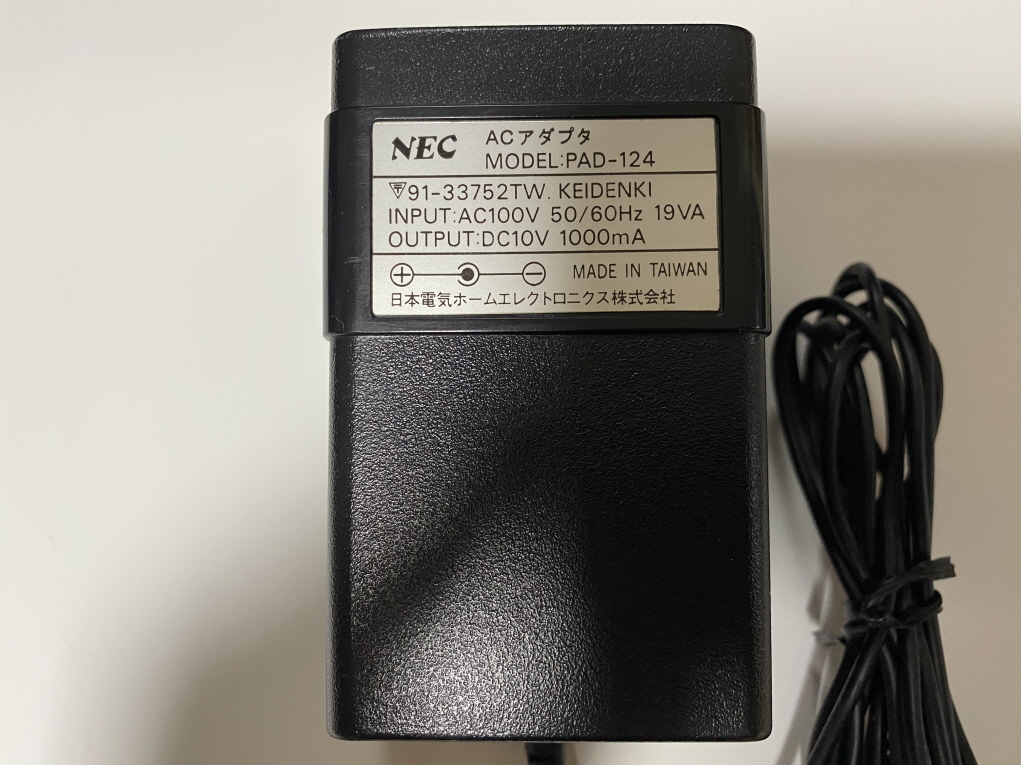 NEC
ACアダプタ
MODEL:PAD-124
91-33752TW. KEIDENKI
INPUT:AC100V 50/60Hz 19VA
OUTPUT:DC10V 1000mA
MADE IN TAIWAN
日本電気ホームエレクトロニクス株式会社